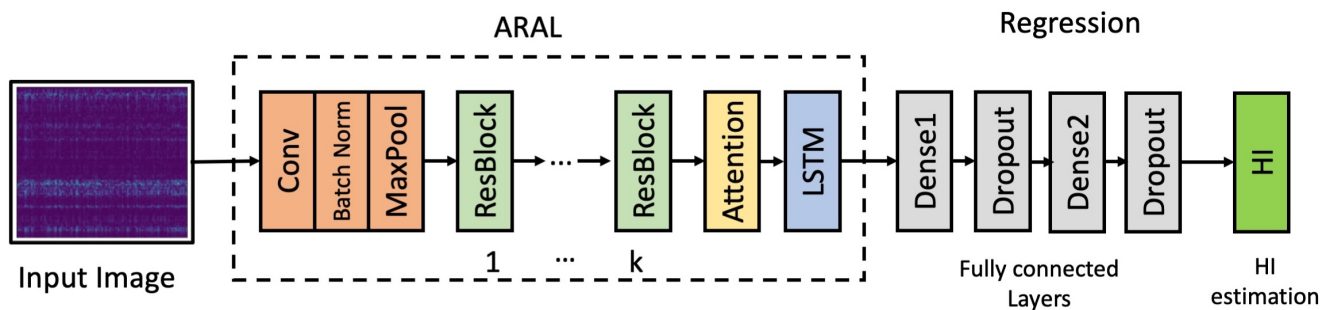 ARAL
Regression
Conv
Batch Norm
MaxPool
ResBlock
...
ResBlock
Attention
LSTM
Dense1
Dropout
Dense2
Dropout
HI
1 ... k
Input Image
Fully connected
Layers
HI
estimation